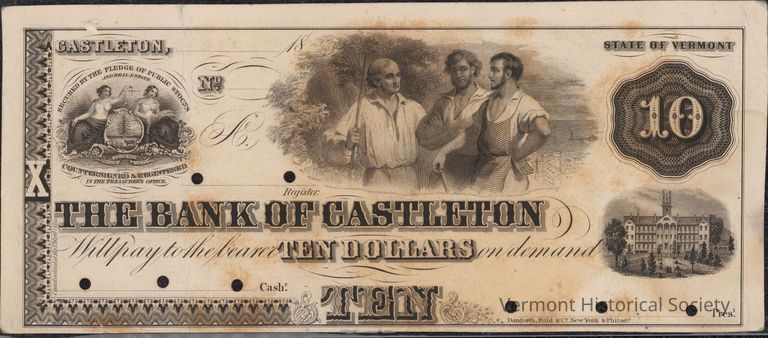 CASTLETON,
18
STATE OF VERMONT
SECURED BY THE PLEDGE OF PUBLIC STOCKS
AND REAL ESTATE
COUNTERSIGNED & REGISTERED
IN THE TREASURER'S OFFICE.
No
10
X
Register.
THE BANK OF CASTLETON
Will pay to the bearer TEN DOLLARS on demand
Cash!
TEN
Vermont Historical Society
Pres!
Danforth, Bald & Co. New York & Philada